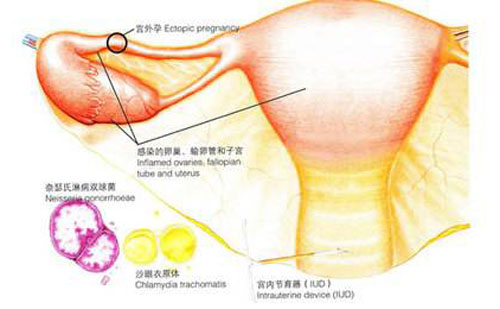 宫外孕 Ectopic pregnancy
感染的卵巢、输卵管和子宫
Inflamed ovaries, fallopian
tube and uterus
奈瑟氏淋病双球菌
Neisseria gonorrhoeae
沙眼衣原体
Chlamydia trachomatis
宫内节育器（IUD）
Intrauterine device (IUD)